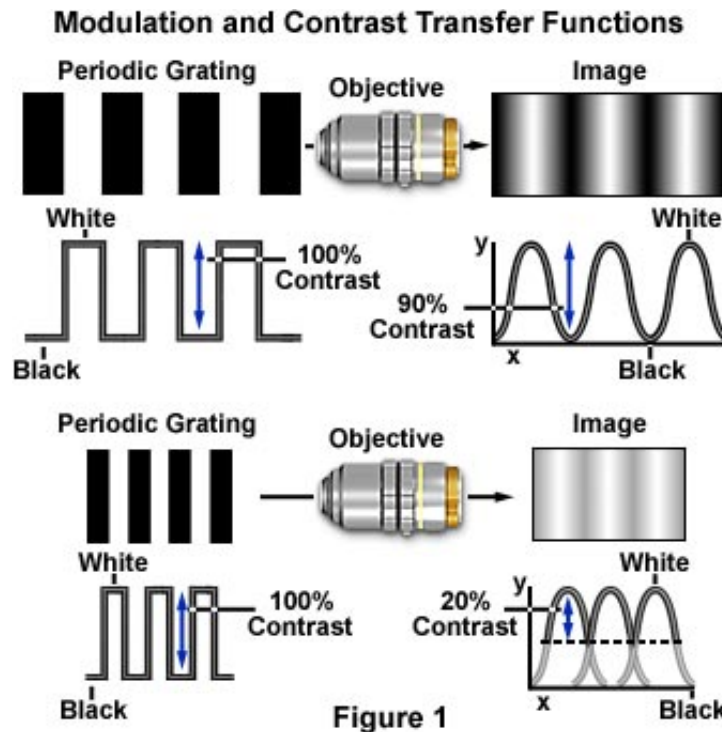 Modulation and Contrast Transfer Functions
Periodic Grating
Objective
Image
White
100%
Contrast
Black
y
White
90%
Contrast
x
Black
Periodic Grating
Objective
Image
White
100%
Contrast
Black
y
White
20%
Contrast
x
Black
Figure 1